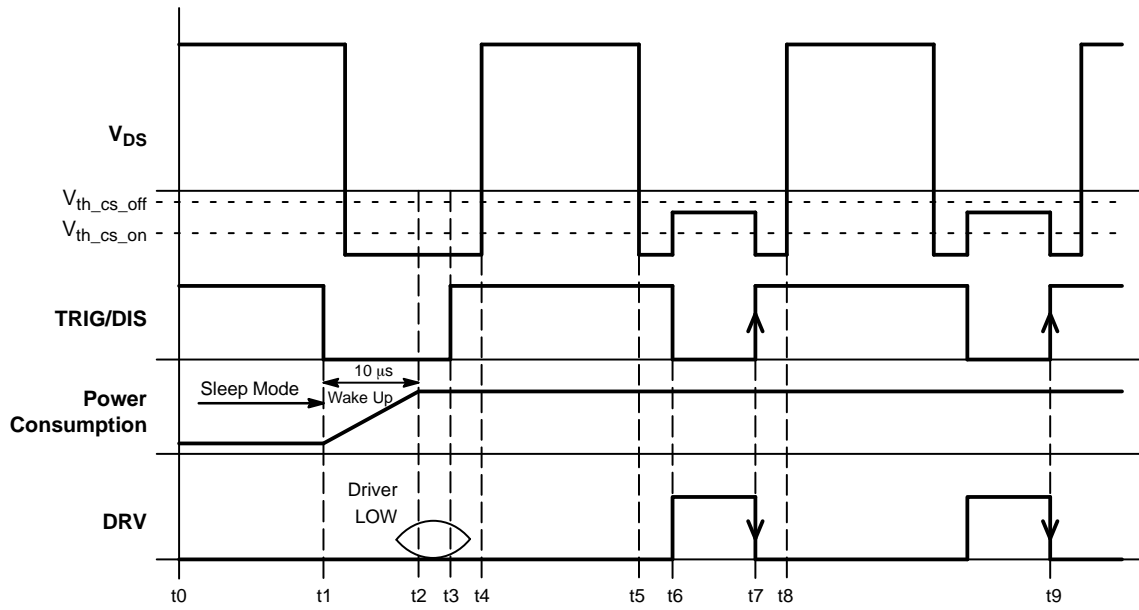 VDS
Vth_cs_off
Vth_cs_on
TRIG/DIS
10 μs
Sleep Mode
Wake Up
Power
Consumption
Driver
LOW
DRV
t0 t1 t2 t3 t4 t5 t6 t7 t8 t9